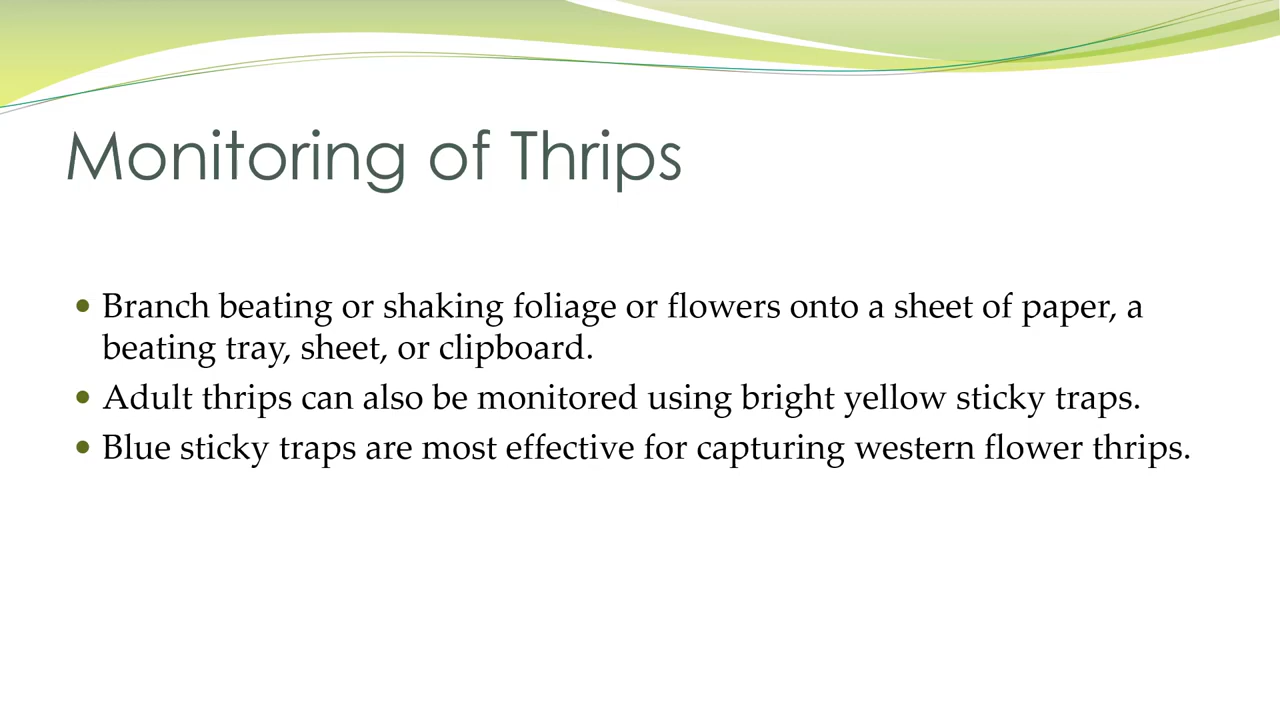 Monitoring of Thrips
• Branch beating or shaking foliage or flowers onto a sheet of paper, a
beating tray, sheet, or clipboard.
• Adult thrips can also be monitored using bright yellow sticky traps.
• Blue sticky traps are most effective for capturing western flower thrips.